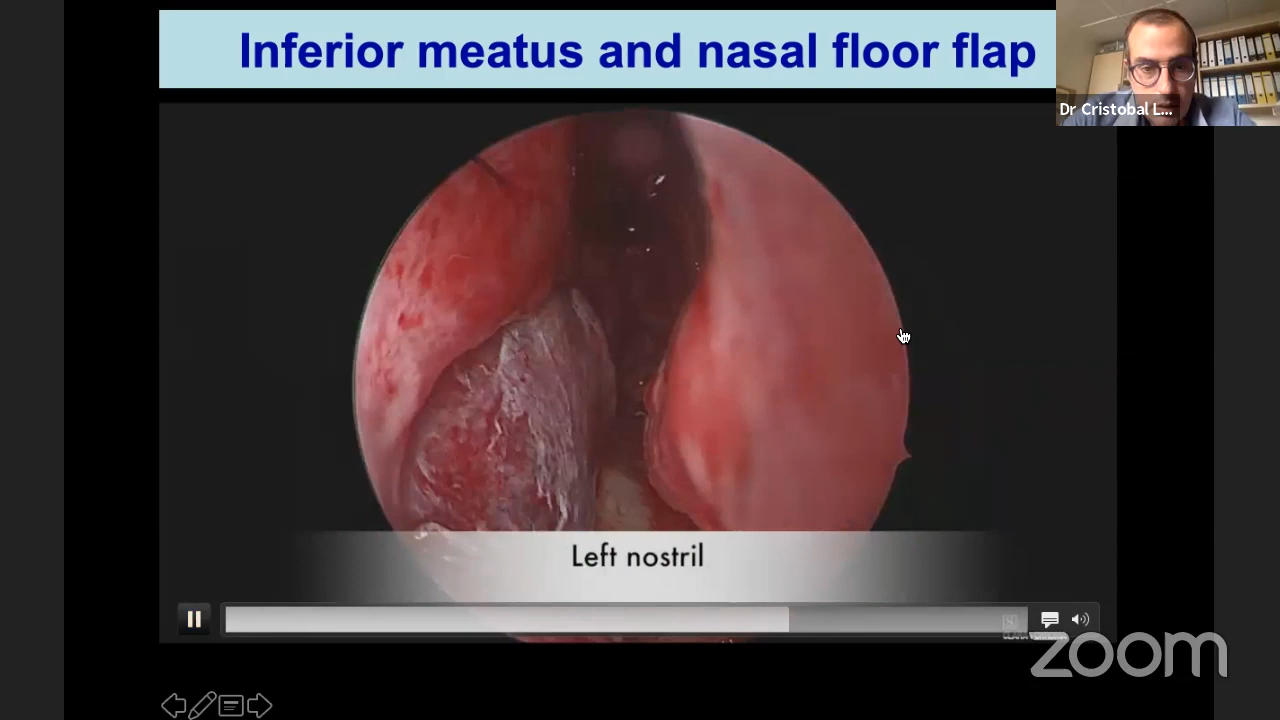 Inferior meatus and nasal floor flap
Dr Cristobal L...
Left nostril
zoom